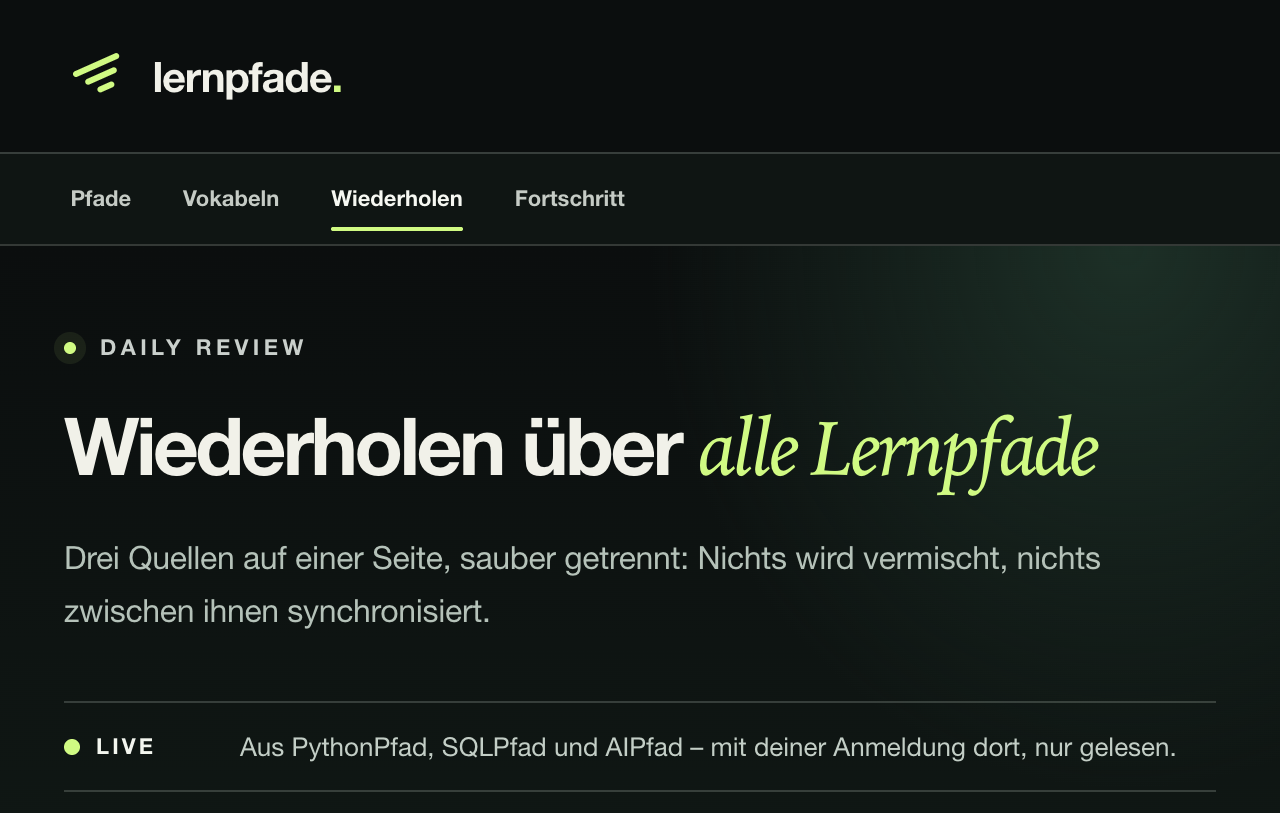 lernpfade.
Pfade Vokabeln Wiederholen Fortschritt
DAILY REVIEW
Wiederholen über alle Lernpfade
Drei Quellen auf einer Seite, sauber getrennt: Nichts wird vermischt, nichts
zwischen ihnen synchronisiert.
LIVE Aus PythonPfad, SQLPfad und AIPfad – mit deiner Anmeldung dort, nur gelesen.